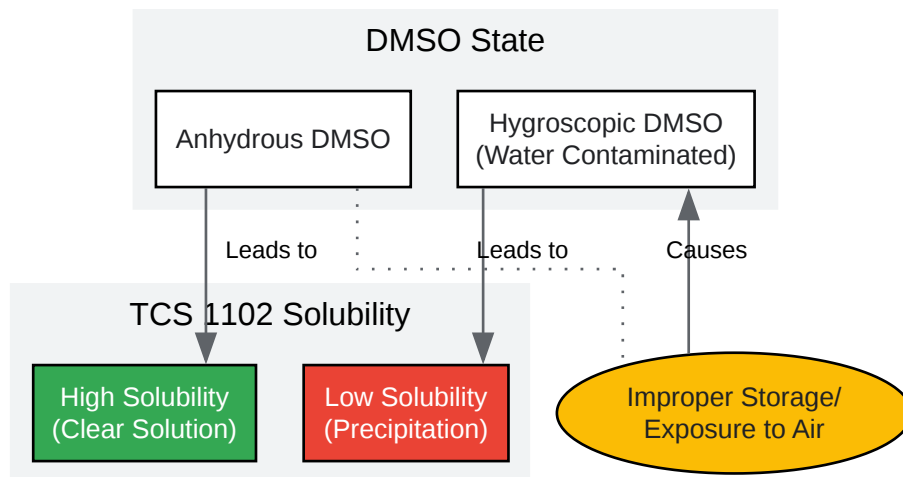 DMSO State
Anhydrous DMSO
Hygroscopic DMSO
(Water Contaminated)
Leads to
Leads to
Causes
TCS 1102 Solubility
High Solubility
(Clear Solution)
Low Solubility
(Precipitation)
Improper Storage/
Exposure to Air